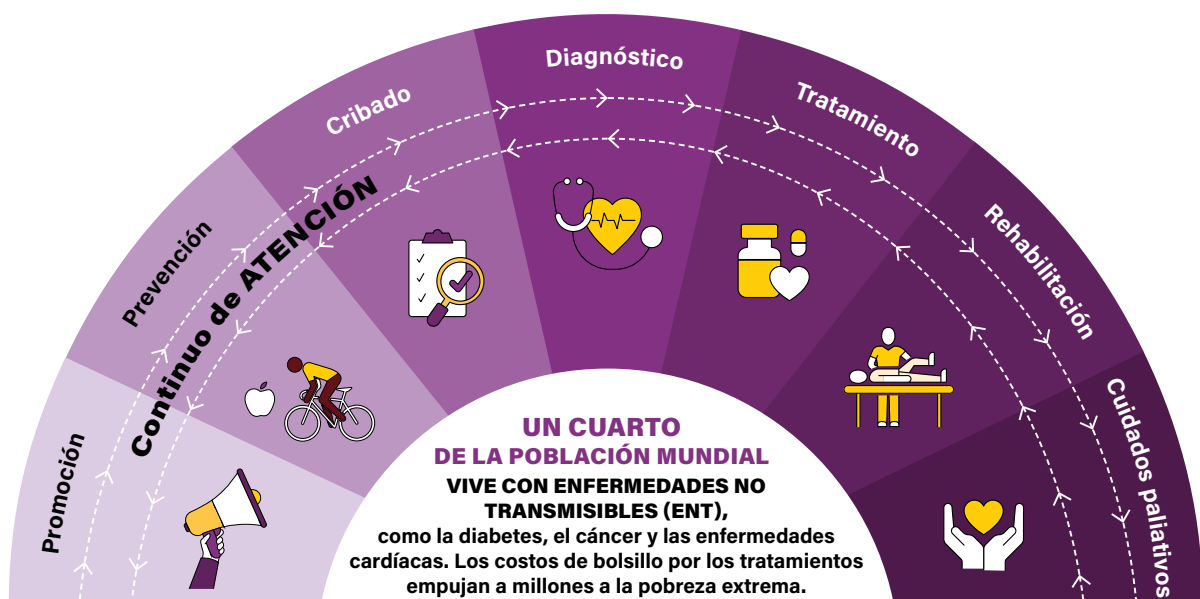 Promoción
Prevención
Cribado
Diagnóstico
Tratamiento
Rehabilitación
Cuidados paliativos
Continuo de ATENCIÓN
UN CUARTO
DE LA POBLACIÓN MUNDIAL
VIVE CON ENFERMEDADES NO
TRANSMISIBLES (ENT),
como la diabetes, el cáncer y las enfermedades
cardíacas. Los costos de bolsillo por los tratamientos
empujan a millones a la pobreza extrema.